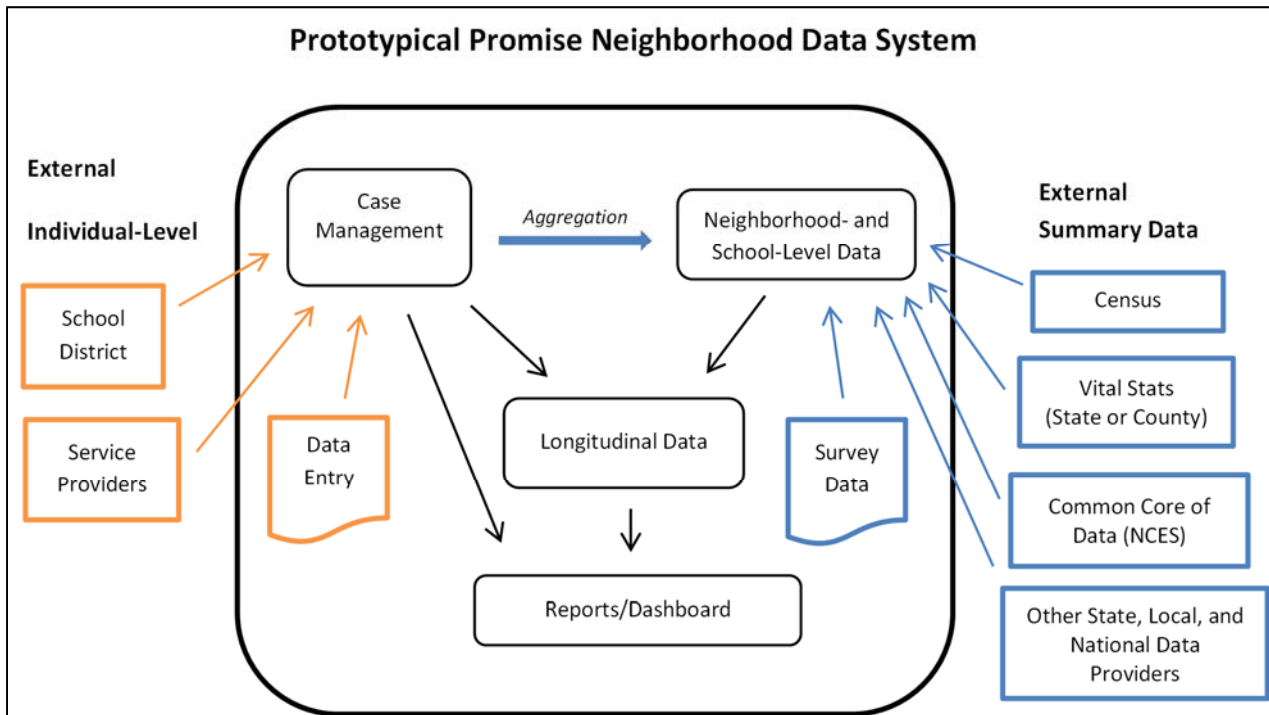 Prototypical Promise Neighborhood Data System
External
Individual-Level
School
District
Service
Providers
Data
Entry
Case
Management
Aggregation
Neighborhood- and
School-Level Data
Longitudinal Data
Survey
Data
Reports/Dashboard
External
Summary Data
Census
Vital Stats
(State or County)
Common Core of
Data (NCES)
Other State, Local, and
National Data
Providers